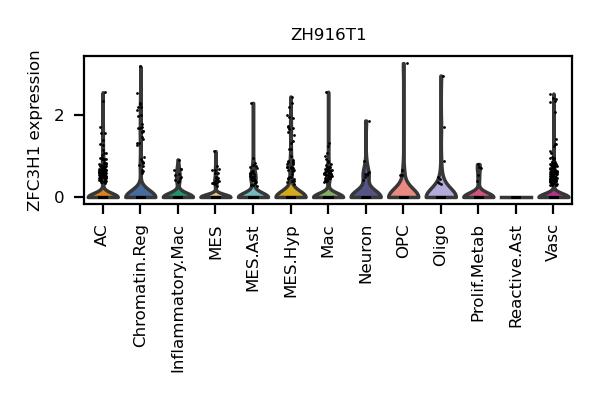 ZH916T1
ZFC3H1 expression
2
0
AC
Chromatin.Reg
Inflammatory.Mac
MES
MES.Ast
MES.Hyp
Mac
Neuron
OPC
Oligo
Prolif.Metab
Reactive.Ast
Vasc